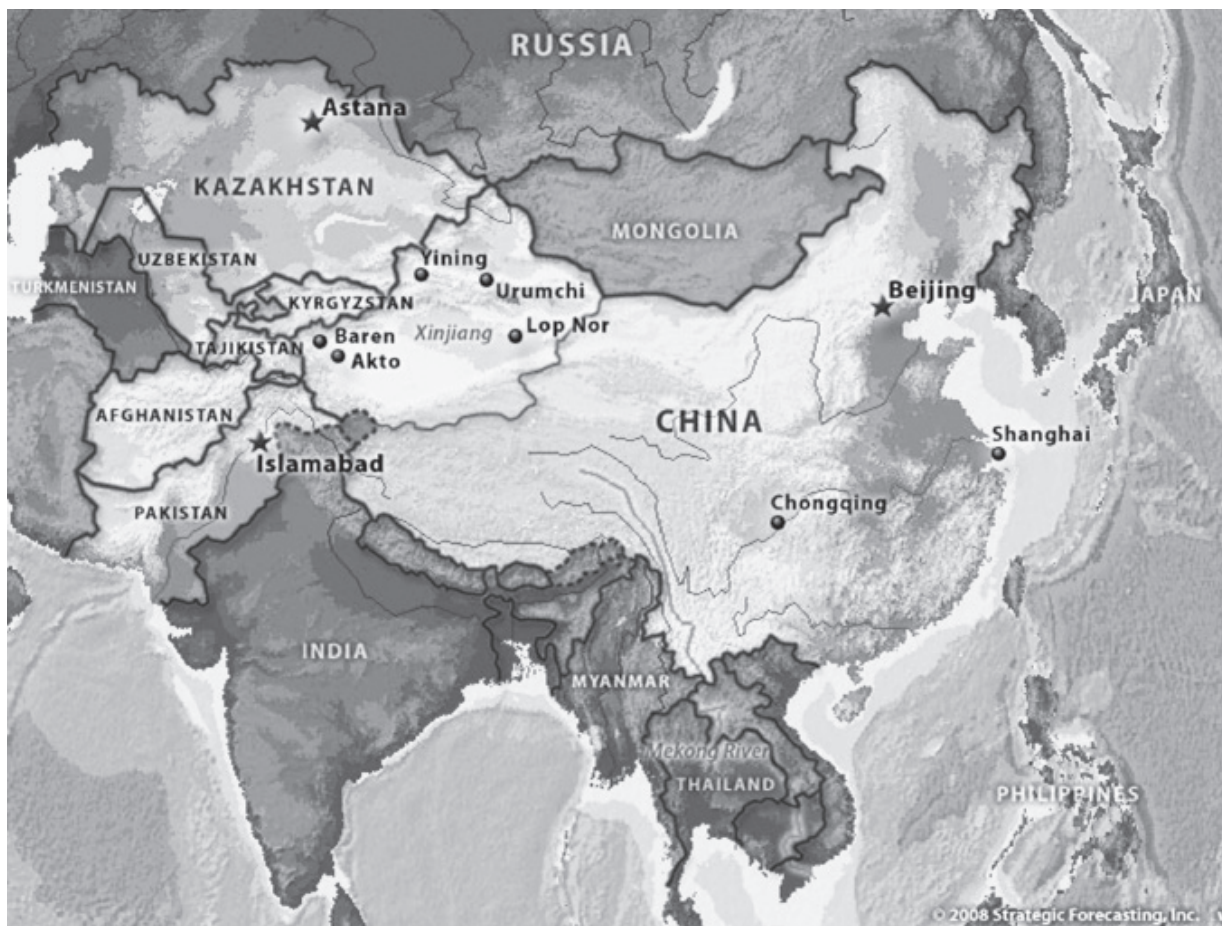 RUSSIA
Astana
KAZAKHSTAN
MONGOLIA
UZBEKISTAN
Yining
TURKMENISTAN
Urumchi
KYRGYZSTAN
Beijing
JAPAN
Xinjiang
Lop Nor
Baren
TAJIKISTAN
Akto
AFGHANISTAN
CHINA
Shanghai
Islamabad
Chongqing
PAKISTAN
INDIA
MYANMAR
Mekong River
THAILAND
PHILIPPINES
© 2008 Strategic Forecasting, Inc.